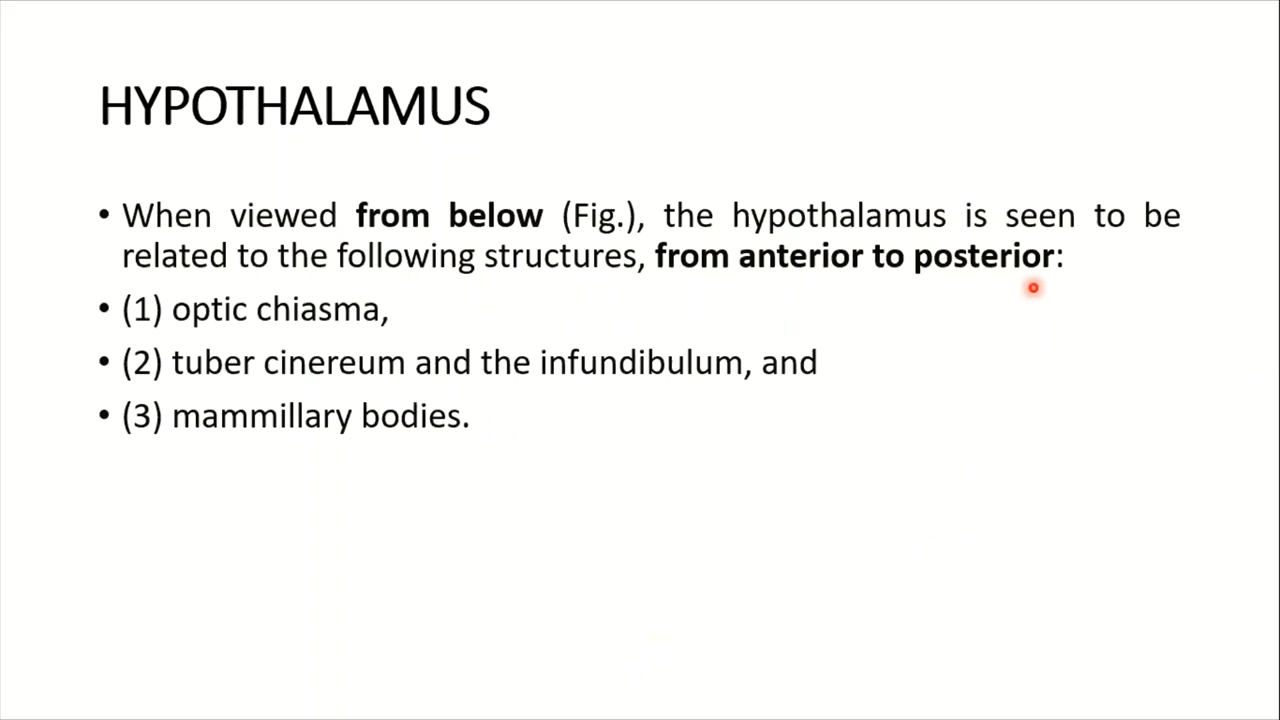 HYPOTHALAMUS
• When viewed from below (Fig.), the hypothalamus is seen to be
related to the following structures, from anterior to posterior:
• (1) optic chiasma,
• (2) tuber cinereum and the infundibulum, and
• (3) mammillary bodies.